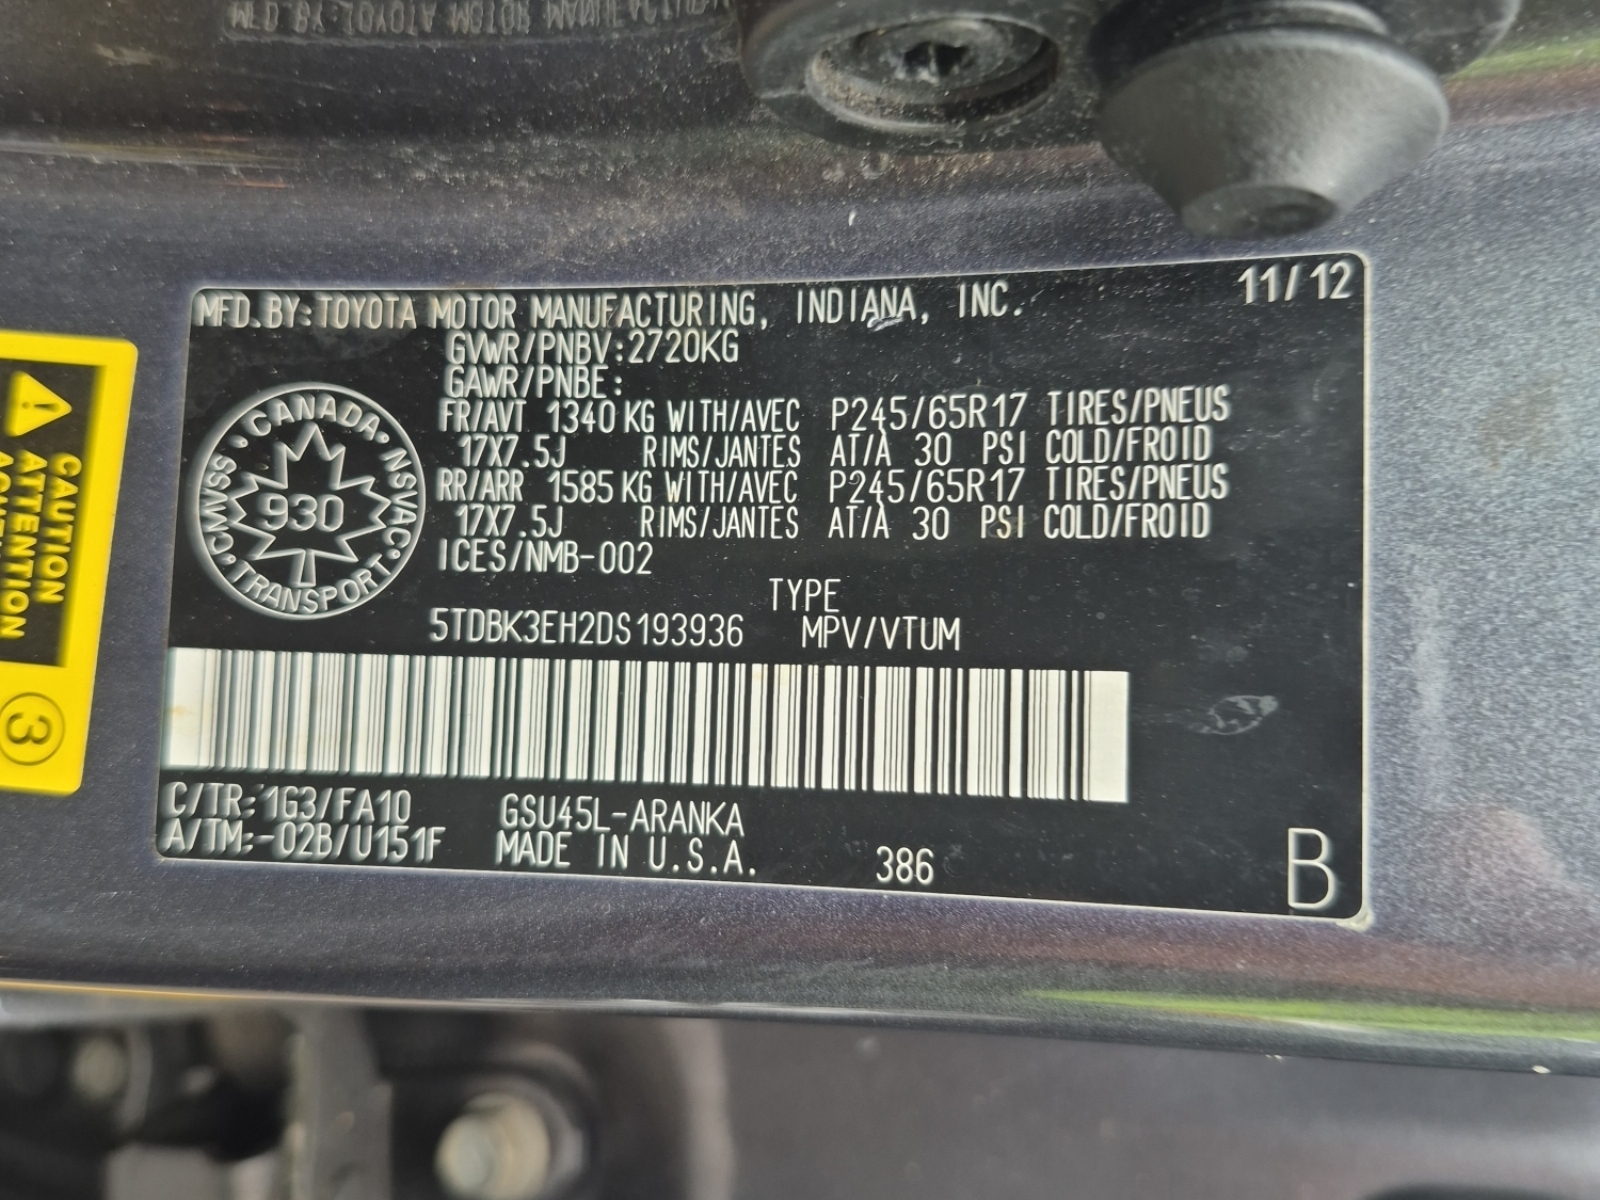 MFD. BY: TOYOTA MOTOR MANUFACTURING, INDIANA, INC. 11/12
GVWR/PNBV:2720KG
GAWR/PNBE:
FR/AVT 1340 KG WITH/AVEC P245/65R17 TIRES/PNEUS
17X7.5J RIMS/JANTES AT/A 30 PSI COLD/FROID
RR/ARR 1585 KG WITH/AVEC P245/65R17 TIRES/PNEUS
17X7.5J RIMS/JANTES AT/A 30 PSI COLD/FROID
ICES/NMB-002
CANADA • NSVAC • TRANSPORT • CMVSS •
930
TYPE
5TDBK3EH2DS193936 MPV/VTUM
C/TR: 1G3/FA10 GSU45L-ARANKA
A/TM:-02B/U151F MADE IN U.S.A. 386 B
CAUTION
ATTENTION
3